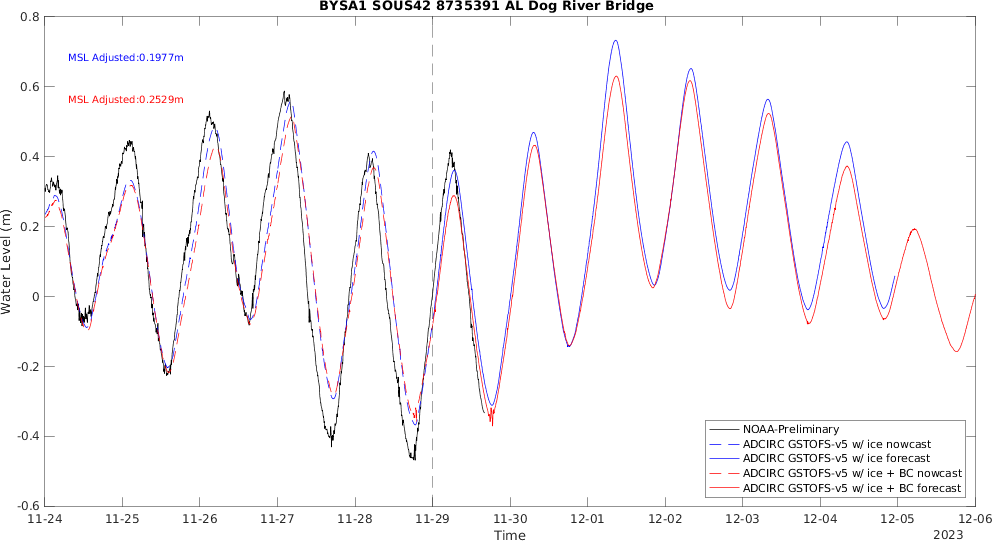 BYSA1 SOUS42 8735391 AL Dog River Bridge
0.8
MSL Adjusted:0.1977m
0.6
MSL Adjusted:0.2529m
0.4
0.2
Water Level (m)
0
-0.2
-0.4
NOAA-Preliminary
ADCIRC GSTOFS-v5 w/ ice nowcast
ADCIRC GSTOFS-v5 w/ ice forecast
ADCIRC GSTOFS-v5 w/ ice + BC nowcast
ADCIRC GSTOFS-v5 w/ ice + BC forecast
-0.6
11-24 11-25 11-26 11-27 11-28 11-29 11-30 12-01 12-02 12-03 12-04 12-05 12-06
Time
2023